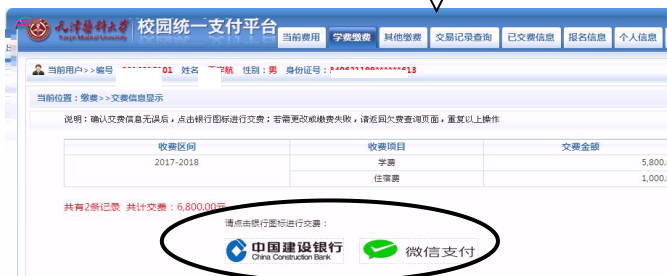 天津医科大学 校园统一支付平台
Tianjin Medical University
当前费用 学费缴费 其他缴费 交易记录查询 已交费信息 报名信息 个人信息
当前用户>>编号 01 姓名 航 性别：男 身份证号：
当前位置：缴费>>交费信息显示
说明：确认交费信息无误后，点击银行图标进行交费；若需更改或缴费失败，请返回欠费查询页面，重复以上操作
收费区间 收费项目 交费金额
2017-2018 学费 5,800.
住宿费 1,000.
共有2条记录 共计交费：6,800.00元
请点击银行图标进行交费：
中国建设银行 微信支付
China Construction Bank